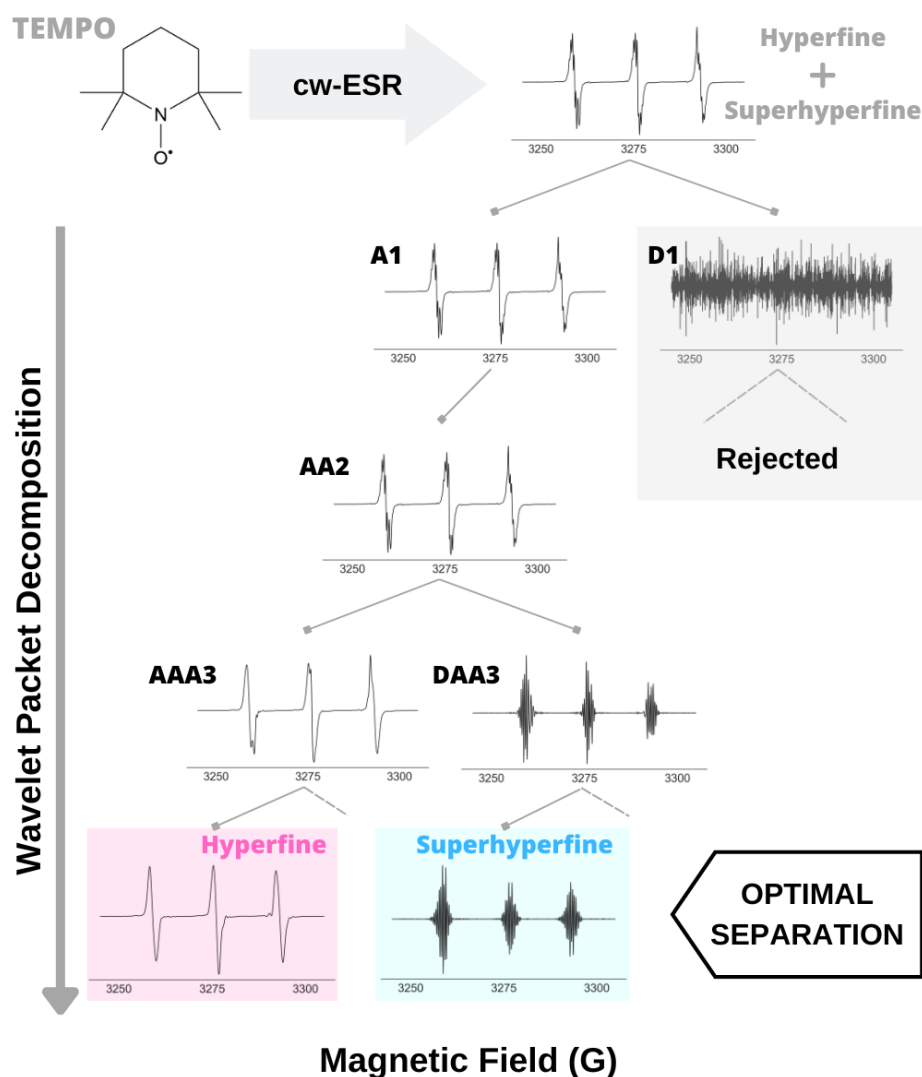 TEMPO
N
O•
cw-ESR
Hyperfine
+
Superhyperfine
3250 3275 3300
A1
3250 3275 3300
D1
3250 3275 3300
Rejected
AA2
3250 3275 3300
AAA3
3250 3275 3300
DAA3
3250 3275 3300
Hyperfine
3250 3275 3300
Superhyperfine
3250 3275 3300
OPTIMAL
SEPARATION
Wavelet Packet Decomposition
Magnetic Field (G)